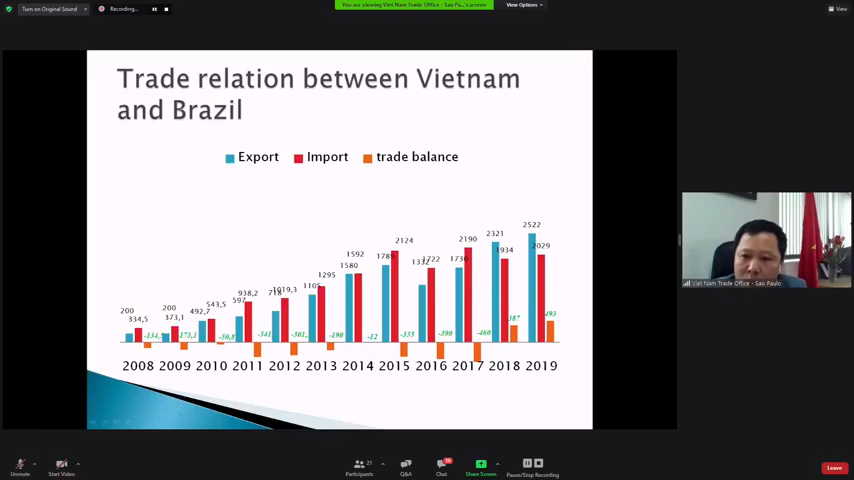 You are viewing Viet Nam Trade Office - Sao Pau..'s screen
View Options
Turn on Original Sound
Recording...
View
Trade relation between Vietnam
and Brazil
Export Import trade balance
200 334,5 -134,5
200 373,1 173,1
492,7 543,5 -50,8
597 938,2 -341
718 1019,3 -301,
1105 1295 -190
1580 1592 -12
1789 2124 -335
1332 1722 -390
1730 2190 -460
2321 1934 387
2522 2029 493
2008 2009 2010 2011 2012 2013 2014 2015 2016 2017 2018 2019
Viet Nam Trade Office - Sao Paulo
Unmute
Start Video
Participants
21
Q&A
Chat
Share Screen
Pause/Stop Recording
Leave